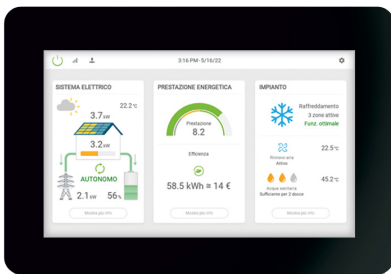 3:16 PM - 5/16/22
SISTEMA ELETTRICO
22.2 °C
3.7 kW
3.2 kW
AUTONOMO
2.1 kW
56 %
Mostra più info
PRESTAZIONE ENERGETICA
Prestazione
8.2
Efficienza
58.5 kWh = 14 €
Mostra più info
IMPIANTO
Raffreddamento
3 zone attive
Funz. ottimale
22.5 °C
Rinnovo aria
Attivo
45.2 °C
Acqua sanitaria
Sufficiente per 2 docce
Mostra più info